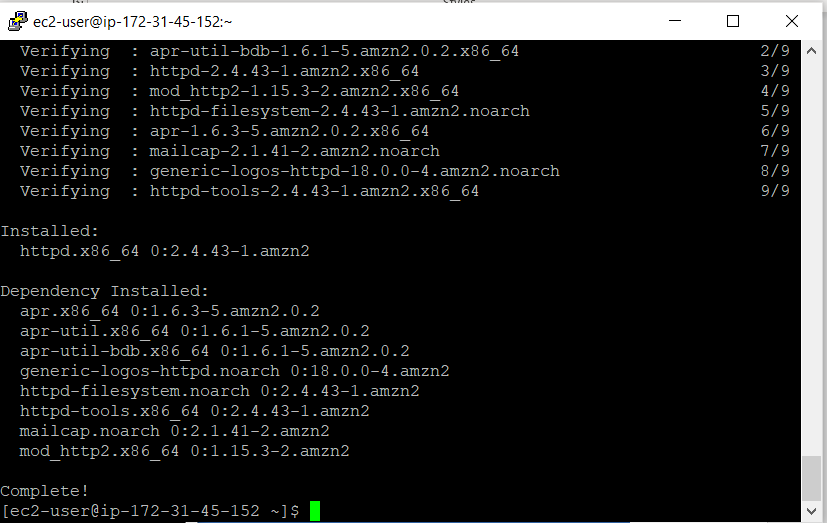 ec2-user@ip-172-31-45-152:~
Verifying  : apr-util-bdb-1.6.1-5.amzn2.0.2.x86_64 2/9
Verifying  : httpd-2.4.43-1.amzn2.x86_64 3/9
Verifying  : mod_http2-1.15.3-2.amzn2.x86_64 4/9
Verifying  : httpd-filesystem-2.4.43-1.amzn2.noarch 5/9
Verifying  : apr-1.6.3-5.amzn2.0.2.x86_64 6/9
Verifying  : mailcap-2.1.41-2.amzn2.noarch 7/9
Verifying  : generic-logos-httpd-18.0.0-4.amzn2.noarch 8/9
Verifying  : httpd-tools-2.4.43-1.amzn2.x86_64 9/9
Installed:
httpd.x86_64 0:2.4.43-1.amzn2
Dependency Installed:
apr.x86_64 0:1.6.3-5.amzn2.0.2
apr-util.x86_64 0:1.6.1-5.amzn2.0.2
apr-util-bdb.x86_64 0:1.6.1-5.amzn2.0.2
generic-logos-httpd.noarch 0:18.0.0-4.amzn2
httpd-filesystem.noarch 0:2.4.43-1.amzn2
httpd-tools.x86_64 0:2.4.43-1.amzn2
mailcap.noarch 0:2.1.41-2.amzn2
mod_http2.x86_64 0:1.15.3-2.amzn2
Complete!
[ec2-user@ip-172-31-45-152 ~]$